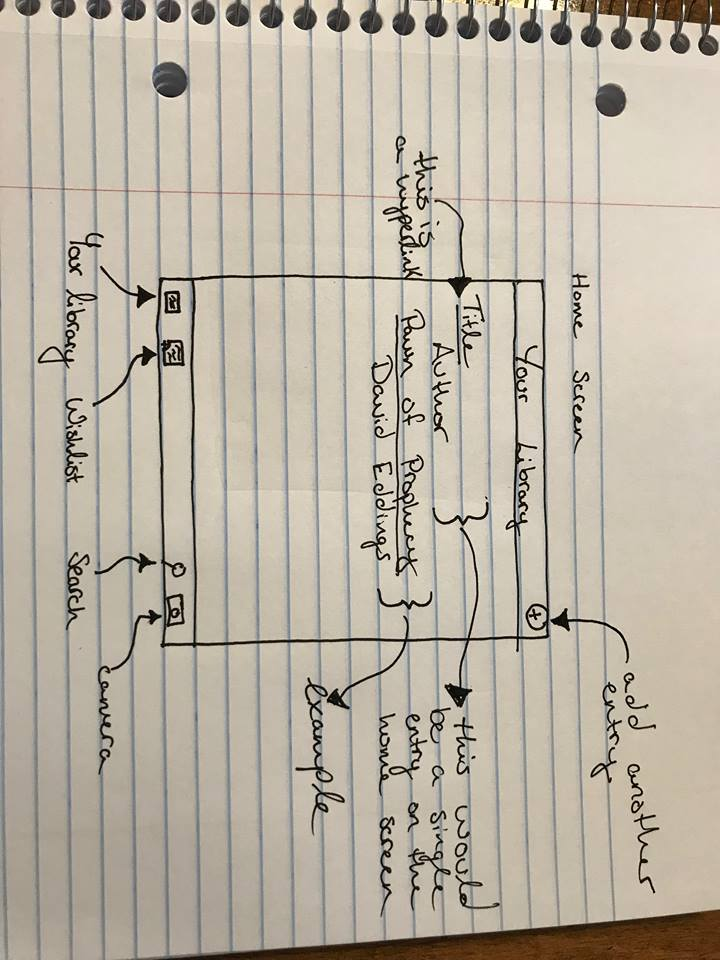 Home Screen
add another
entry.
Your Library
+
this is
a hyperlink
Title
Author
this would
be a single
entry on the
home screen
Pawn of Prophecy
David Eddings
example
Your library
Wishlist
Search
camera